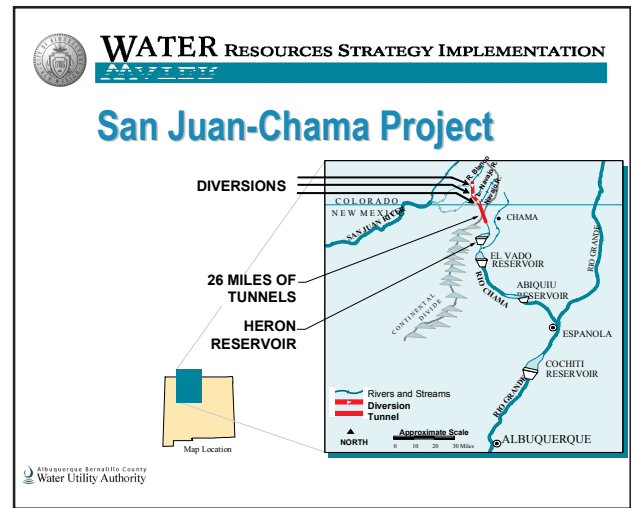 WATER RESOURCES STRATEGY IMPLEMENTATION
San Juan-Chama Project
DIVERSIONS
R. Blanco
L. Navajo R.
Navajo R.
COLORADO
NEW MEXICO
SAN JUAN RIVER
CHAMA
26 MILES OF
TUNNELS
HERON
RESERVOIR
EL VADO
RESERVOIR
RIO CHAMA
ABIQUIU
RESERVOIR
RIO GRANDE
CONTINENTAL
DIVIDE
ESPANOLA
COCHITI
RESERVOIR
RIO GRANDE
Rivers and Streams
Diversion
Tunnel
NORTH
Approximate Scale
0 10 20 30 Miles
ALBUQUERQUE
Map Location
Albuquerque Bernalillo County
Water Utility Authority